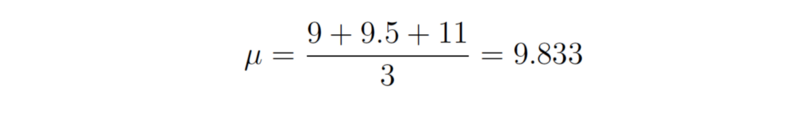 μ = (9 + 9.5 + 11) / 3 = 9.833